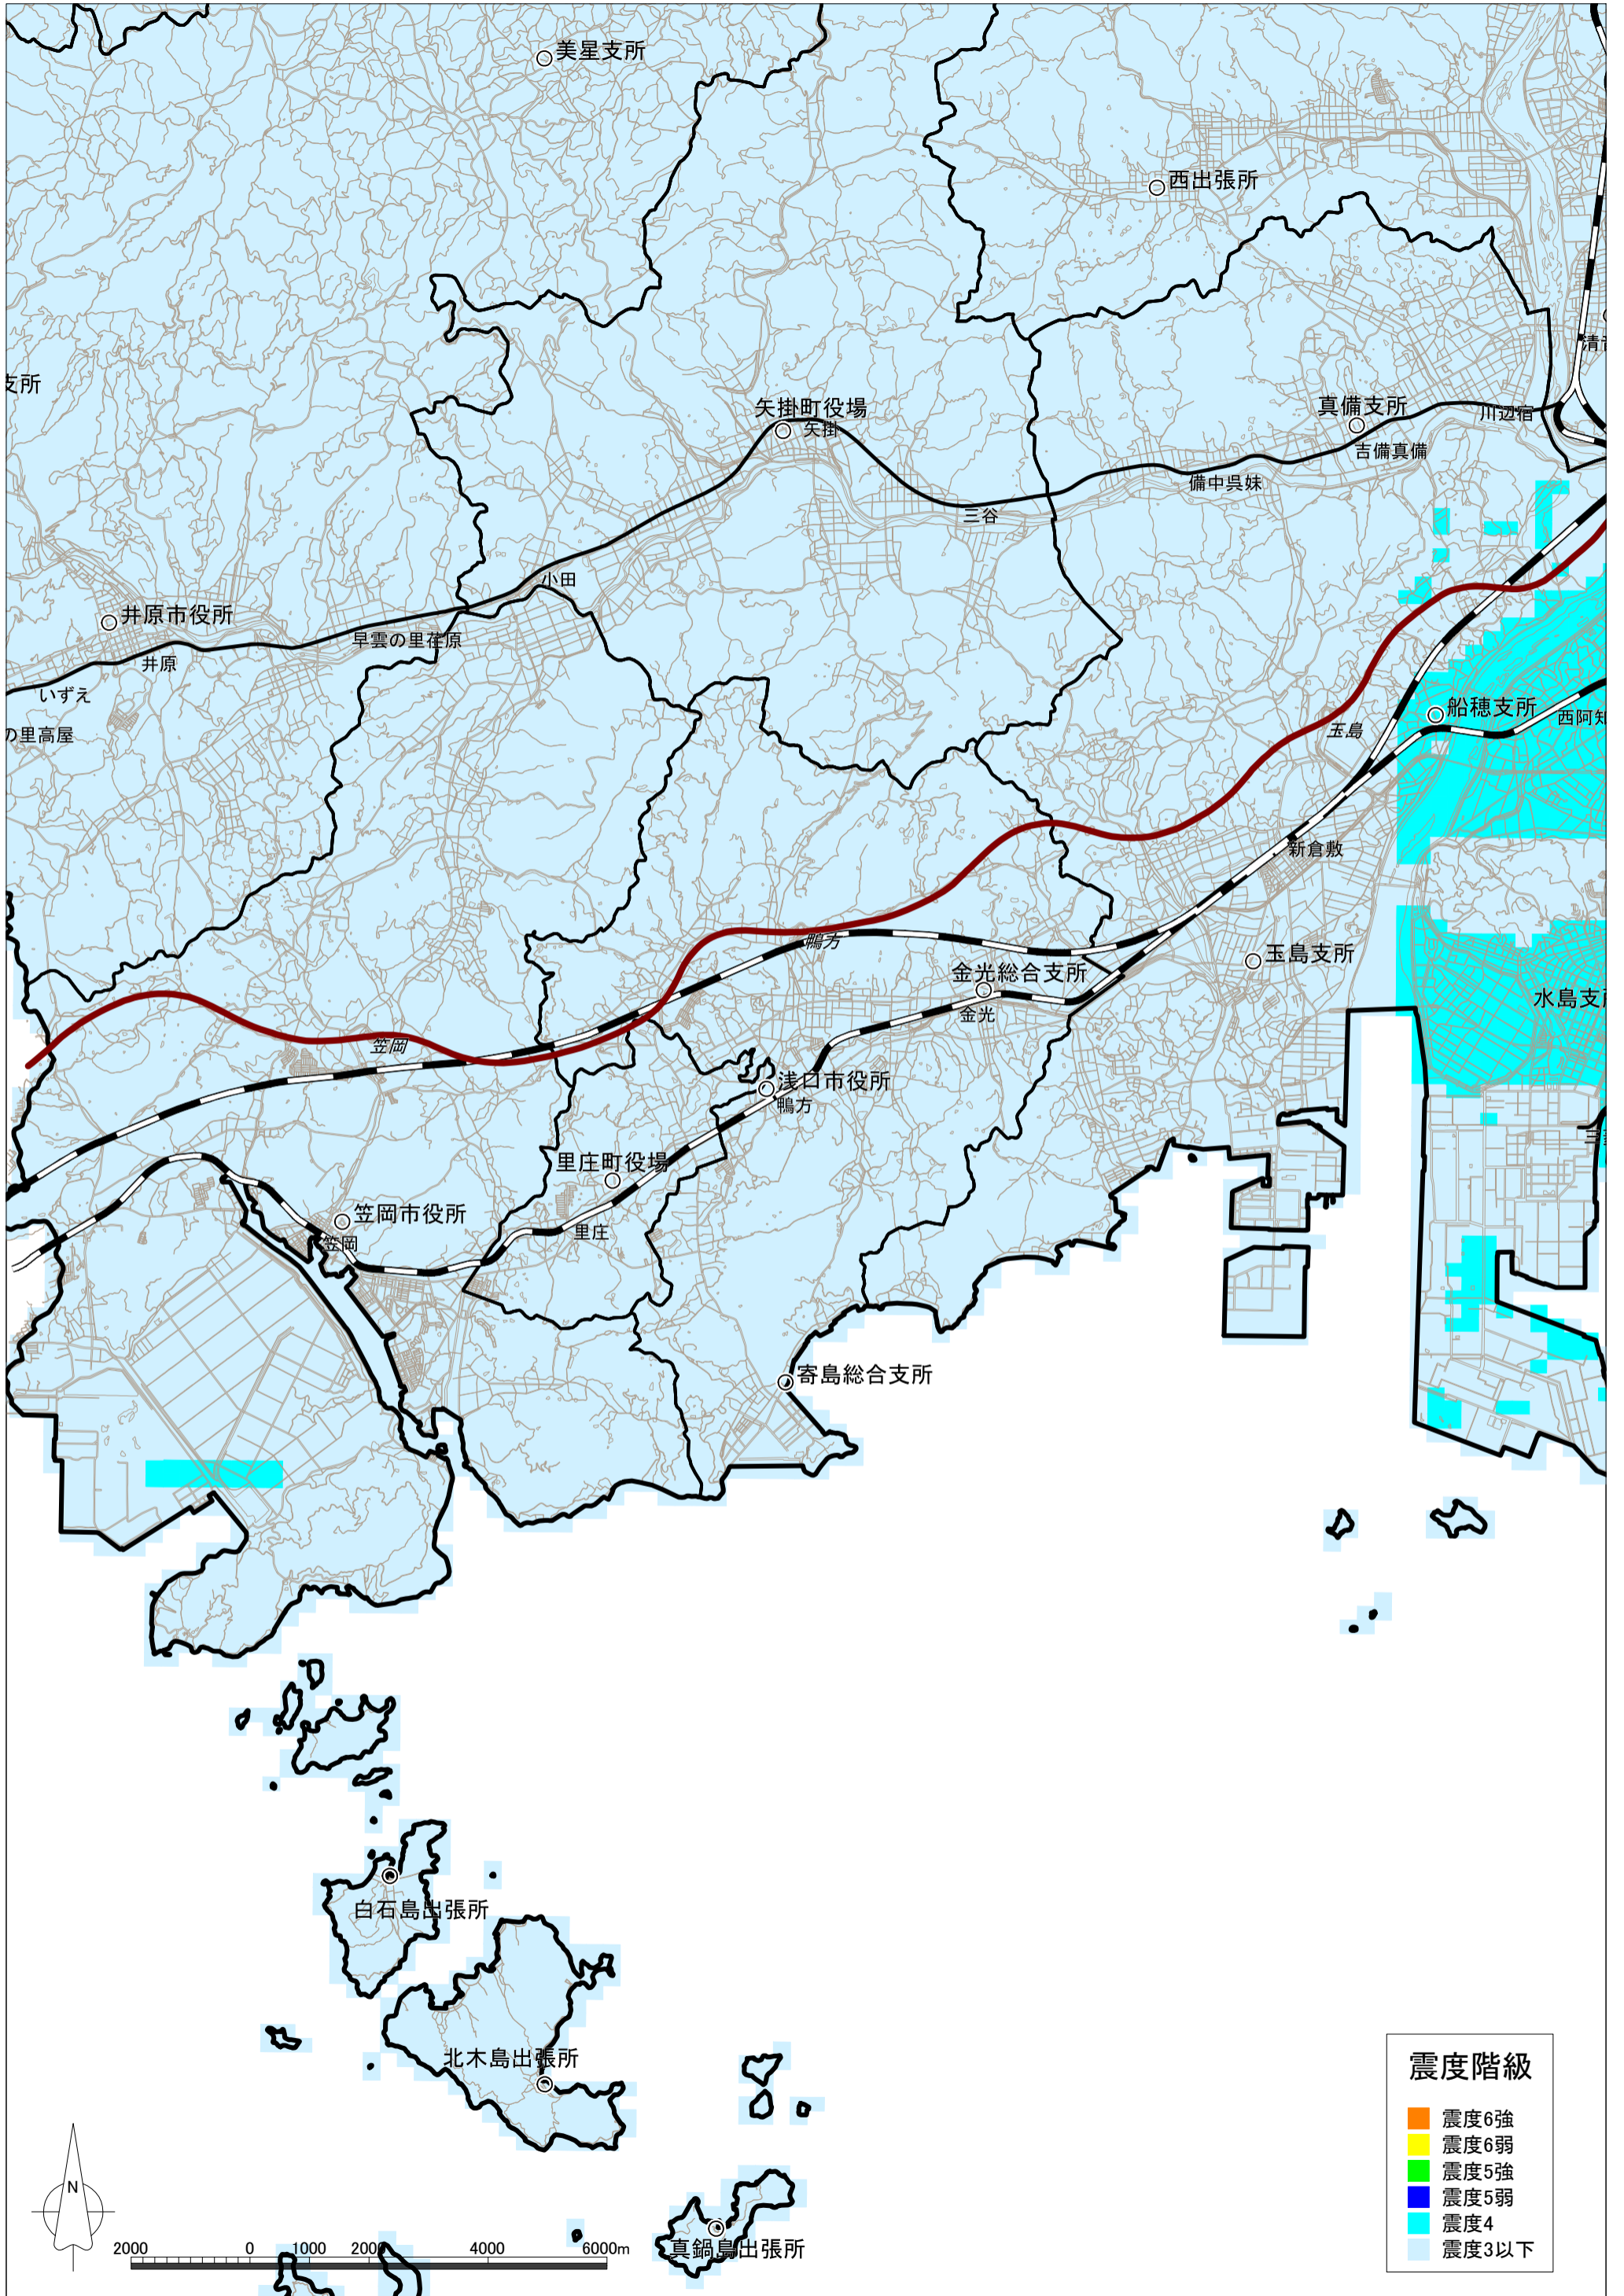 美星支所
西出張所
清音
支所
矢掛町役場
矢掛
真備支所
川辺宿
吉備真備
備中呉妹
三谷
小田
井原市役所
早雲の里荏原
井原
いずえ
の里高屋
船穂支所
西阿知
玉島
新倉敷
鴨方
玉島支所
金光総合支所
金光
水島支所
笠岡
浅口市役所
鴨方
里庄町役場
里庄
笠岡市役所
笠岡
寄島総合支所
白石島出張所
北木島出張所
真鍋島出張所
N
2000 0 1000 2000 4000 6000m
震度階級
震度6強
震度6弱
震度5強
震度5弱
震度4
震度3以下